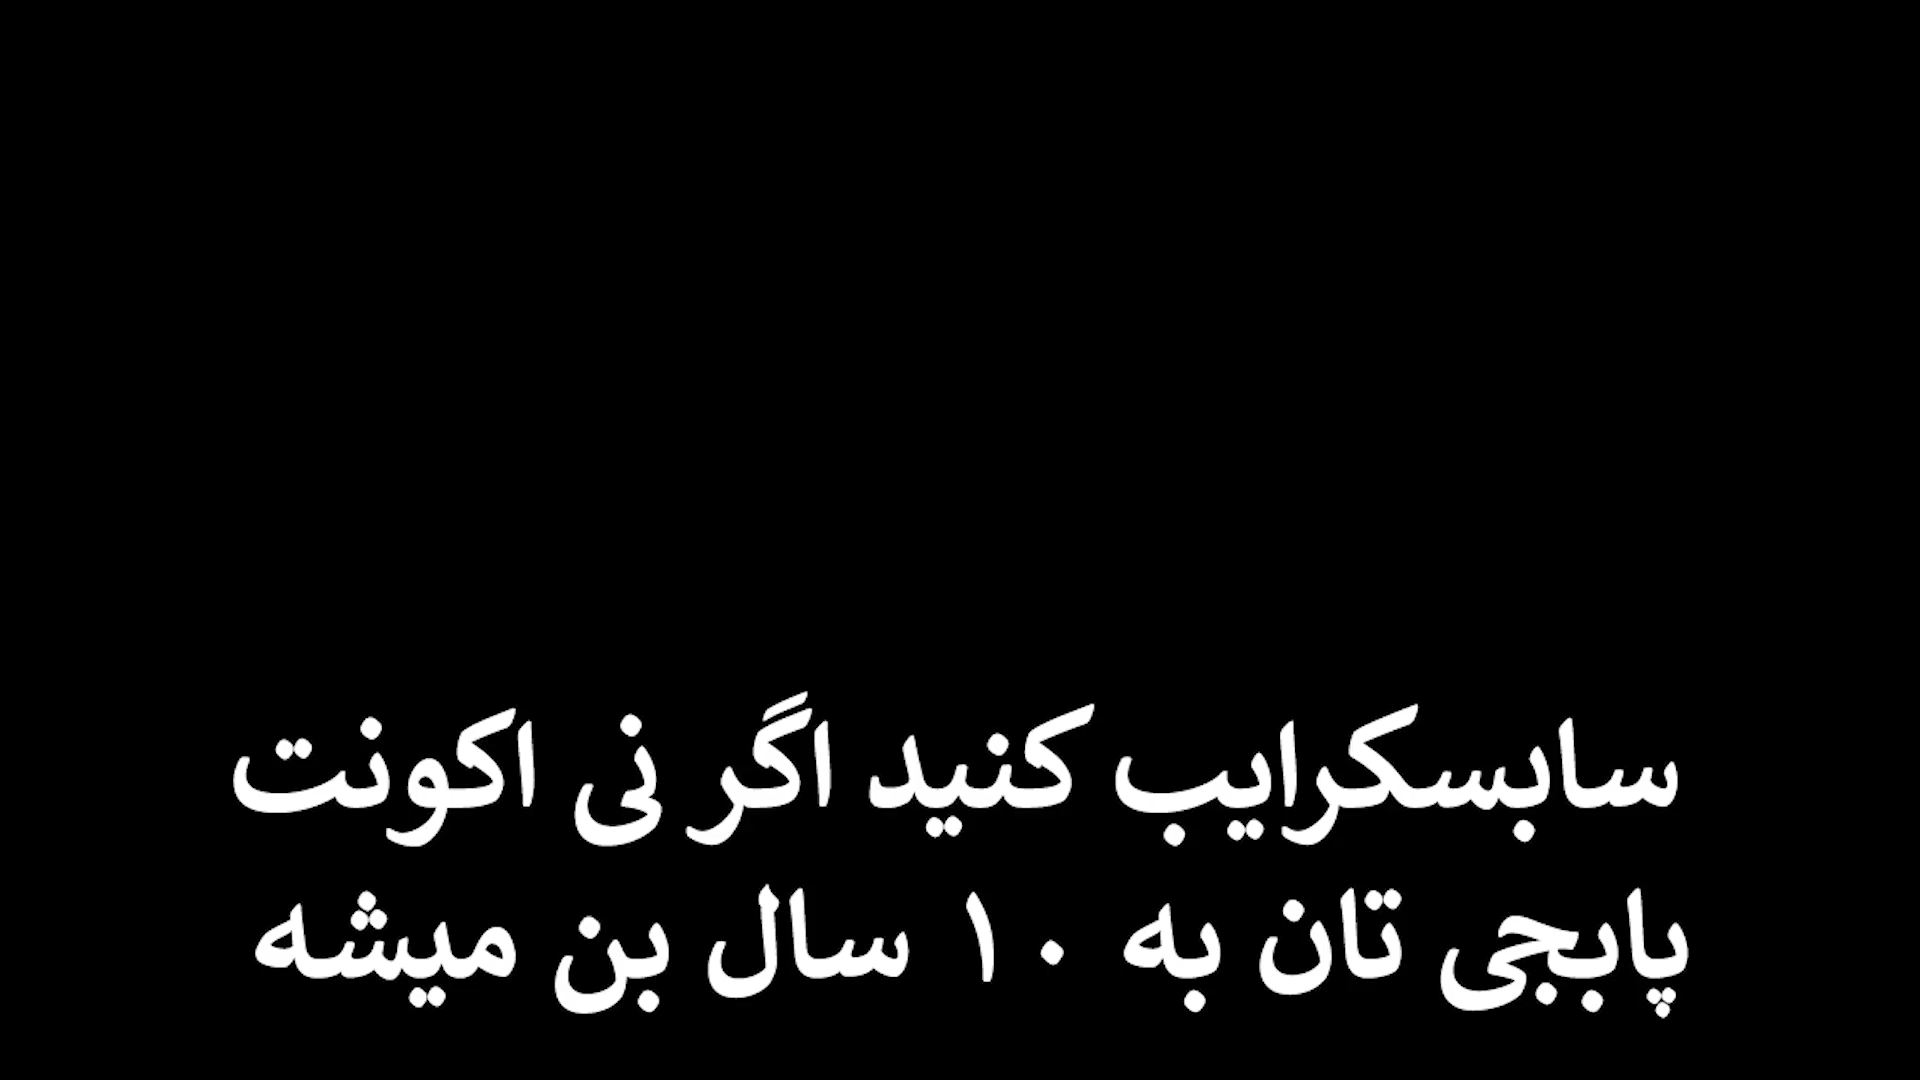 سابسکرایب کنید اگر نی اکونت
پابجی تان به ۱۰ سال بن میشه